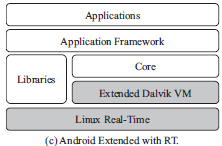 Applications
Application Framework
Libraries
Core
Extended Dalvik VM
Linux Real-Time
(c) Android Extended with RT.